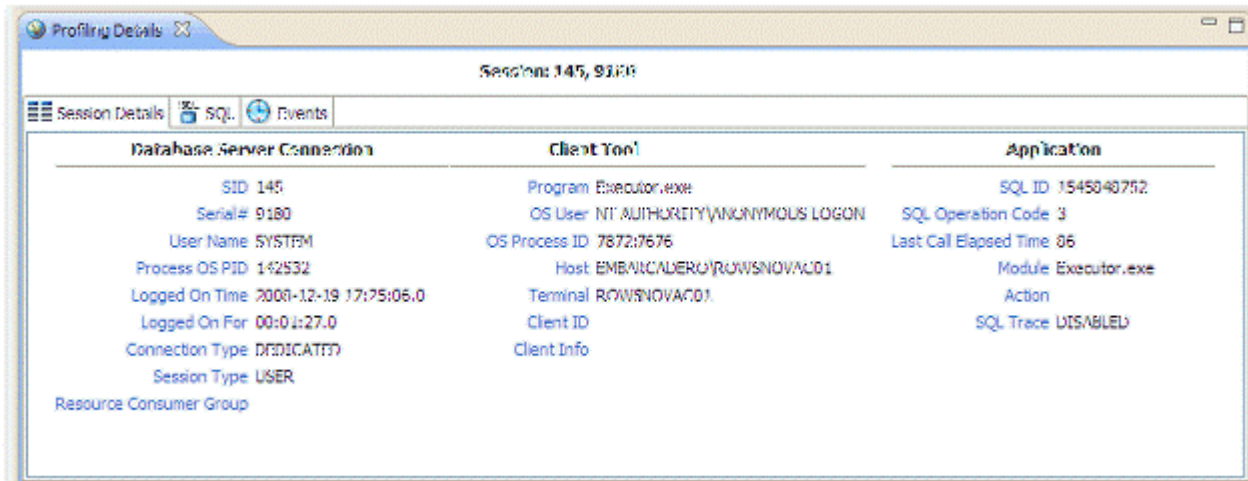 Profiling Details
Session: 145, 9180
Session Details SQL Events
Database Server Connection
SID 145
Serial# 9180
User Name SYSTEM
Process OS PID 142532
Logged On Time 2008-12-19 17:25:06.0
Logged On For 00:01:27.0
Connection Type DEDICATED
Session Type USER
Resource Consumer Group
Client Tool
Program Executor.exe
OS User NT AUTHORITY\ANONYMOUS LOGON
OS Process ID 7872:7676
Host EMBARCADERO\ROWSNOVAC01
Terminal ROWSNOVAC01
Client ID
Client Info
Application
SQL ID 1545848752
SQL Operation Code 3
Last Call Elapsed Time 86
Module Executor.exe
Action
SQL Trace DISABLED